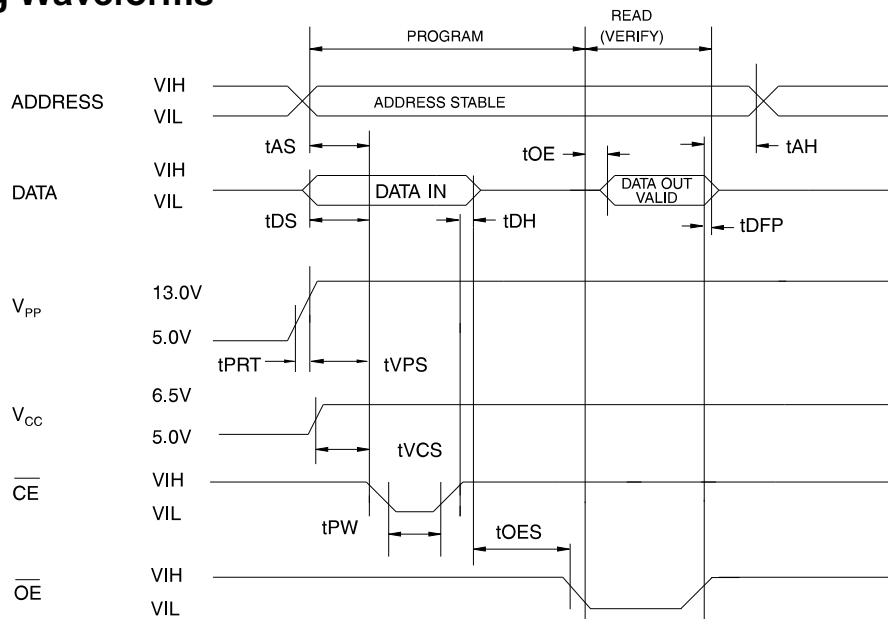 g Waveforms
READ
PROGRAM (VERIFY)
ADDRESS VIH VIL ADDRESS STABLE
tAS tOE tAH
DATA VIH VIL DATA IN DATA OUT VALID
tDS tDH tDFP
VPP 13.0V
5.0V
tPRT tVPS
VCC 6.5V
5.0V
tVCS
CE VIH
VIL
tPW tOES
OE VIH
VIL